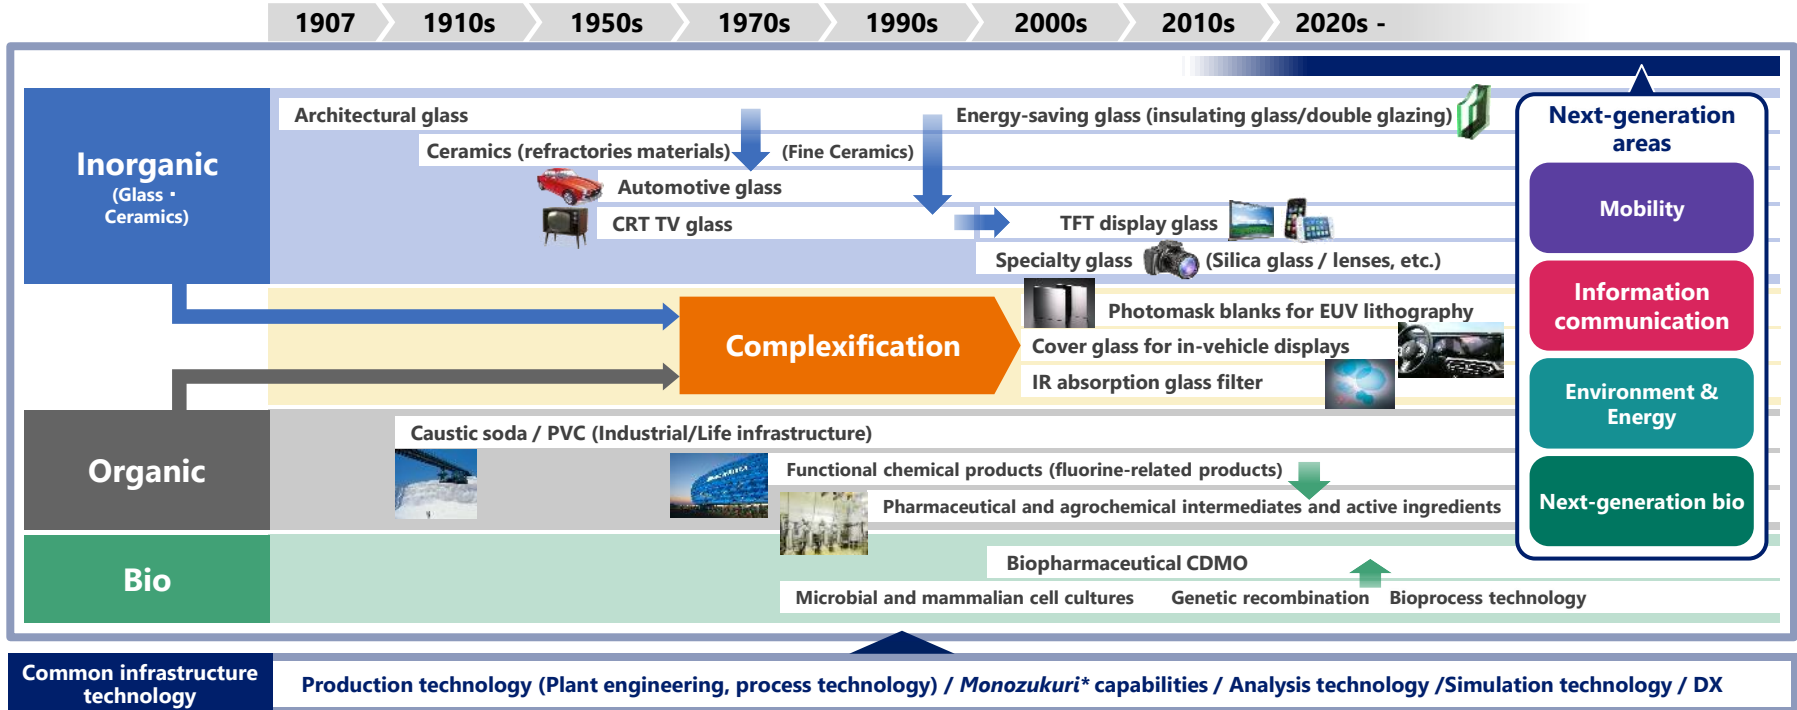 1907 1910s 1950s 1970s 1990s 2000s 2010s 2020s -
Architectural glass
Energy-saving glass (insulating glass/double glazing)
Ceramics (refractories materials)
(Fine Ceramics)
Inorganic
(Glass・
Ceramics)
Automotive glass
CRT TV glass
TFT display glass
Specialty glass
(Silica glass / lenses, etc.)
Complexification
Photomask blanks for EUV lithography
Cover glass for in-vehicle displays
IR absorption glass filter
Organic
Caustic soda / PVC (Industrial/Life infrastructure)
Functional chemical products (fluorine-related products)
Pharmaceutical and agrochemical intermediates and active ingredients
Bio
Biopharmaceutical CDMO
Microbial and mammalian cell cultures
Genetic recombination
Bioprocess technology
Next-generation
areas
Mobility
Information
communication
Environment &
Energy
Next-generation bio
Common infrastructure
technology
Production technology (Plant engineering, process technology) / Monozukuri* capabilities / Analysis technology /Simulation technology / DX